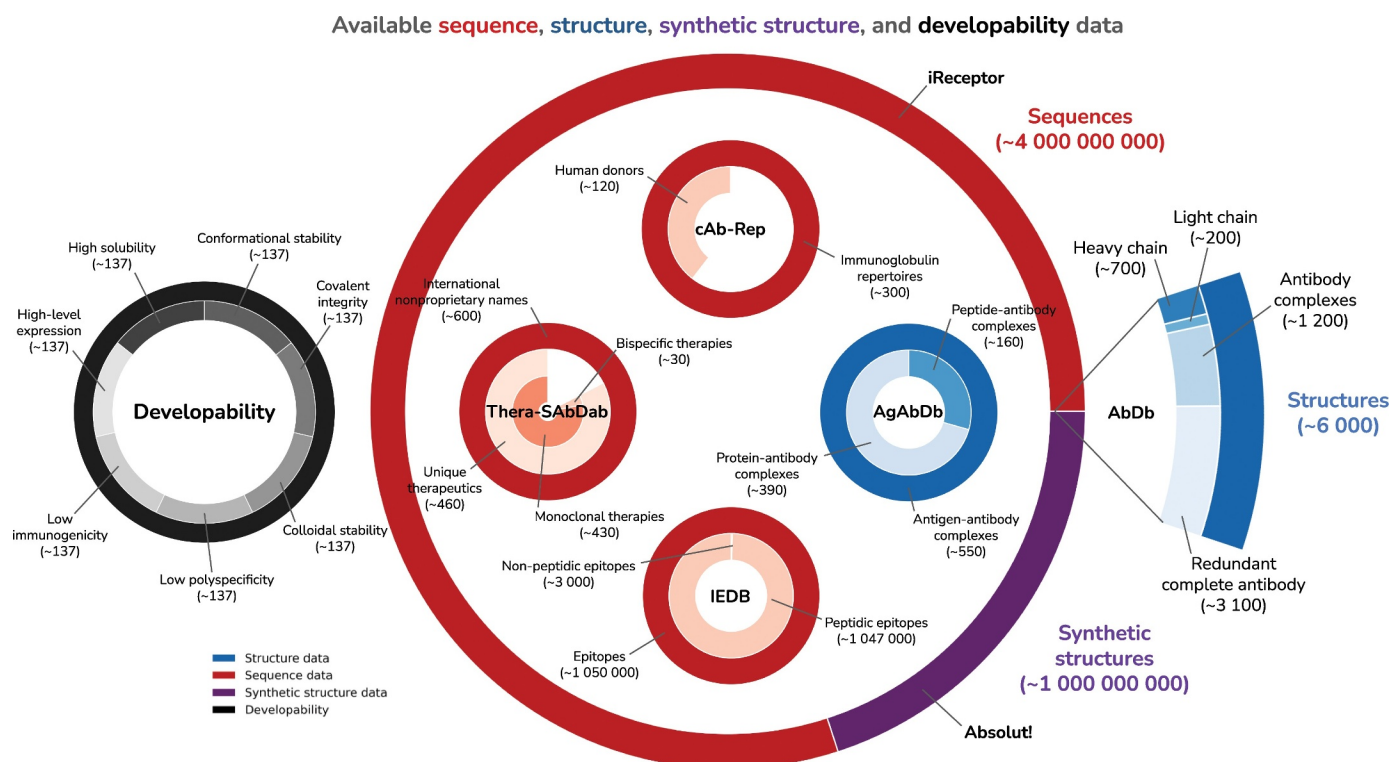 Available sequence, structure, synthetic structure, and developability data
iReceptor
Sequences
(~4 000 000 000)
Human donors
(~120)
cAb-Rep
Immunoglobulin
repertoires
(~300)
Light chain
(~200)
Heavy chain
(~700)
Antibody
complexes
(~1 200)
AbDb
Structures
(~6 000)
Redundant
complete antibody
(~3 100)
High solubility
(~137)
Conformational stability
(~137)
Covalent
integrity
(~137)
High-level
expression
(~137)
Developability
Low
immunogenicity
(~137)
Colloidal stability
(~137)
Low polyspecificity
(~137)
International
nonproprietary names
(~600)
Bispecific therapies
(~30)
Thera-SAbDab
Unique
therapeutics
(~460)
Monoclonal therapies
(~430)
Peptide-antibody
complexes
(~160)
AgAbDb
Protein-antibody
complexes
(~390)
Antigen-antibody
complexes
(~550)
Non-peptidic epitopes
(~3 000)
IEDB
Peptidic epitopes
(~1 047 000)
Epitopes
(~1 050 000)
Synthetic
structures
(~1 000 000 000)
Absolut!
Structure data
Sequence data
Synthetic structure data
Developability